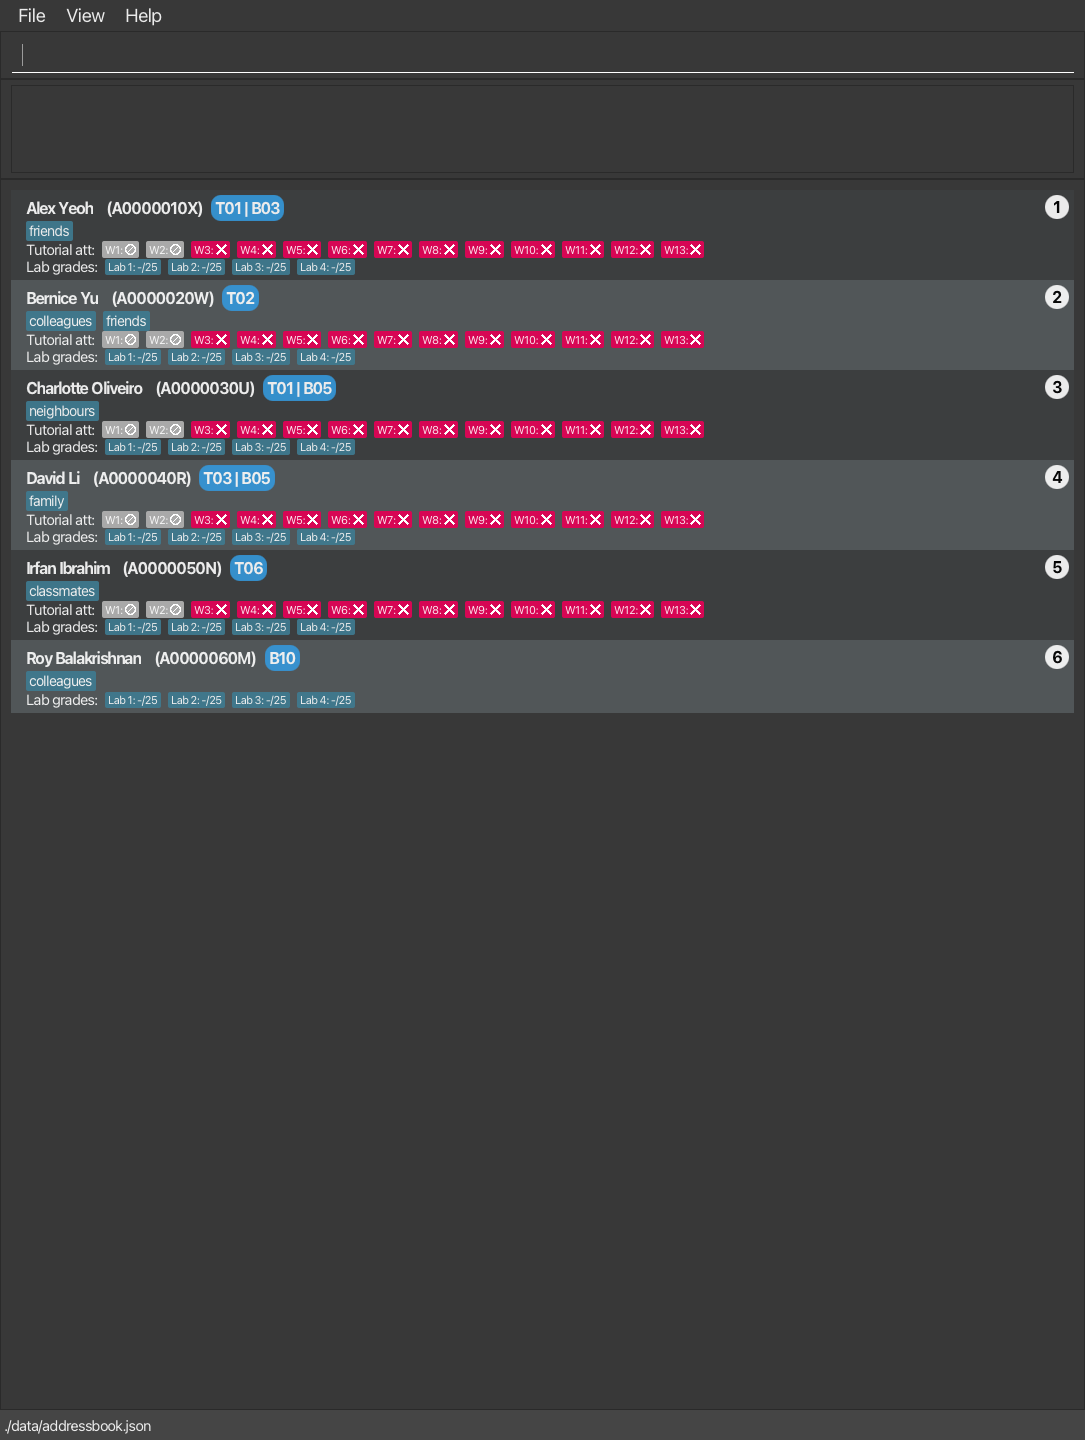 File View Help
Alex Yeoh (A0000010X) T01 | B03 1
friends
Tutorial att: W1: W2: W3: W4: W5: W6: W7: W8: W9: W10: W11: W12: W13:
Lab grades: Lab 1: -/25 Lab 2: -/25 Lab 3: -/25 Lab 4: -/25
Bernice Yu (A0000020W) T02 2
colleagues friends
Tutorial att: W1: W2: W3: W4: W5: W6: W7: W8: W9: W10: W11: W12: W13:
Lab grades: Lab 1: -/25 Lab 2: -/25 Lab 3: -/25 Lab 4: -/25
Charlotte Oliveiro (A0000030U) T01 | B05 3
neighbours
Tutorial att: W1: W2: W3: W4: W5: W6: W7: W8: W9: W10: W11: W12: W13:
Lab grades: Lab 1: -/25 Lab 2: -/25 Lab 3: -/25 Lab 4: -/25
David Li (A0000040R) T03 | B05 4
family
Tutorial att: W1: W2: W3: W4: W5: W6: W7: W8: W9: W10: W11: W12: W13:
Lab grades: Lab 1: -/25 Lab 2: -/25 Lab 3: -/25 Lab 4: -/25
Irfan Ibrahim (A0000050N) T06 5
classmates
Tutorial att: W1: W2: W3: W4: W5: W6: W7: W8: W9: W10: W11: W12: W13:
Lab grades: Lab 1: -/25 Lab 2: -/25 Lab 3: -/25 Lab 4: -/25
Roy Balakrishnan (A0000060M) B10 6
colleagues
Lab grades: Lab 1: -/25 Lab 2: -/25 Lab 3: -/25 Lab 4: -/25
./data/addressbook.json